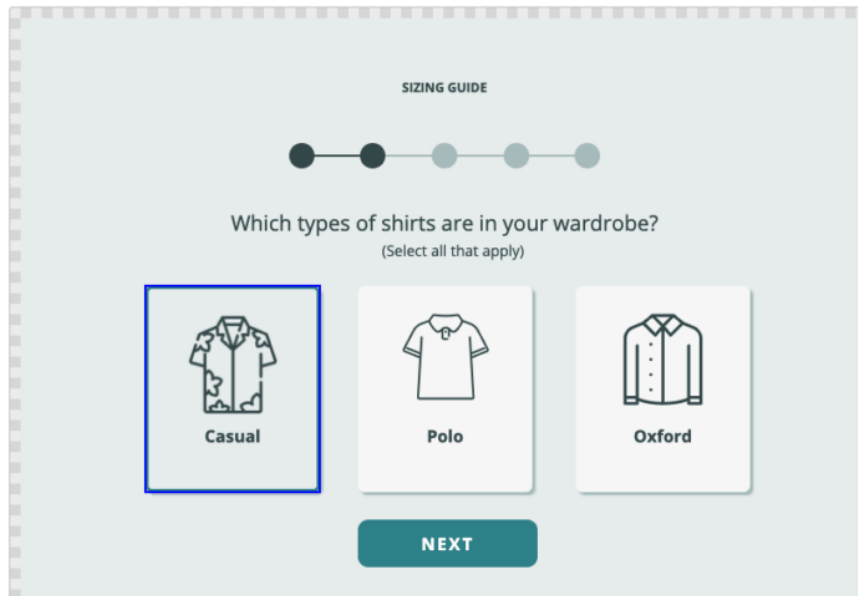 SIZING GUIDE
Which types of shirts are in your wardrobe?
(Select all that apply)
Casual
Polo
Oxford
NEXT